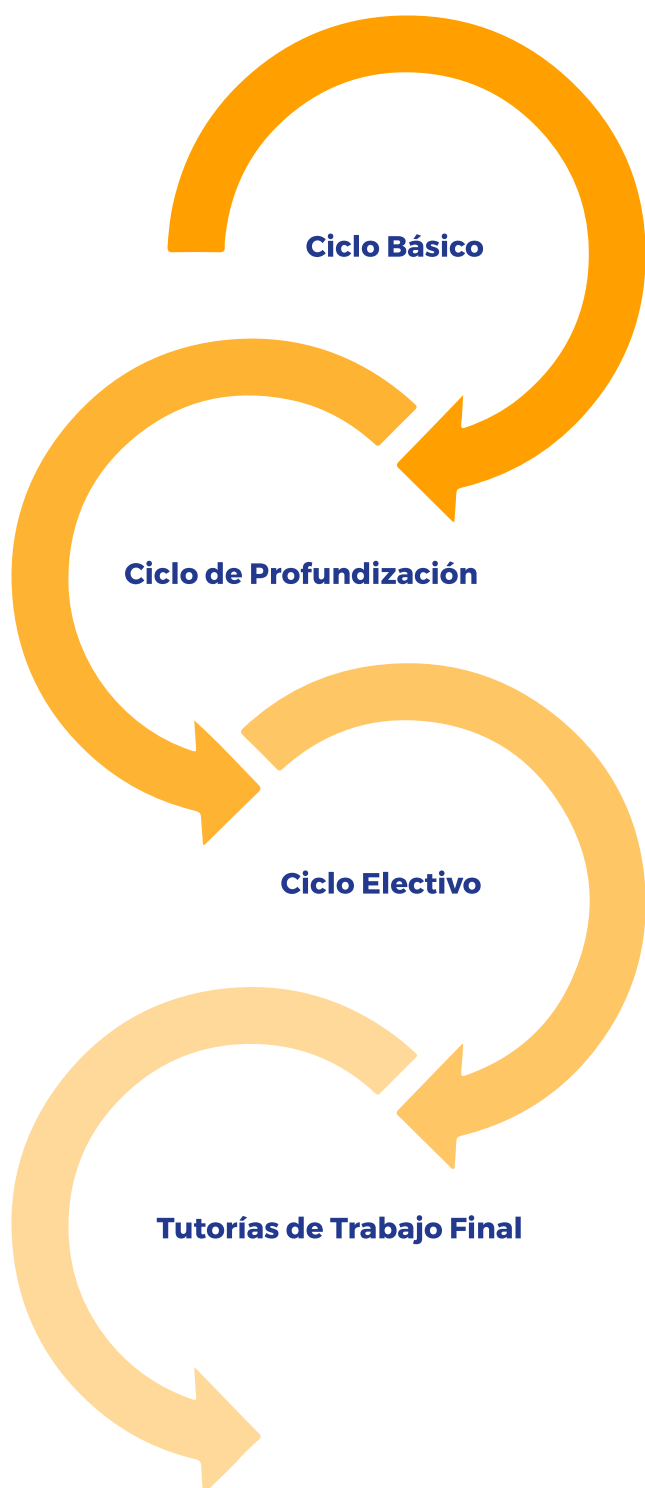 Ciclo Básico
Ciclo de Profundización
Ciclo Electivo
Tutorías de Trabajo Final